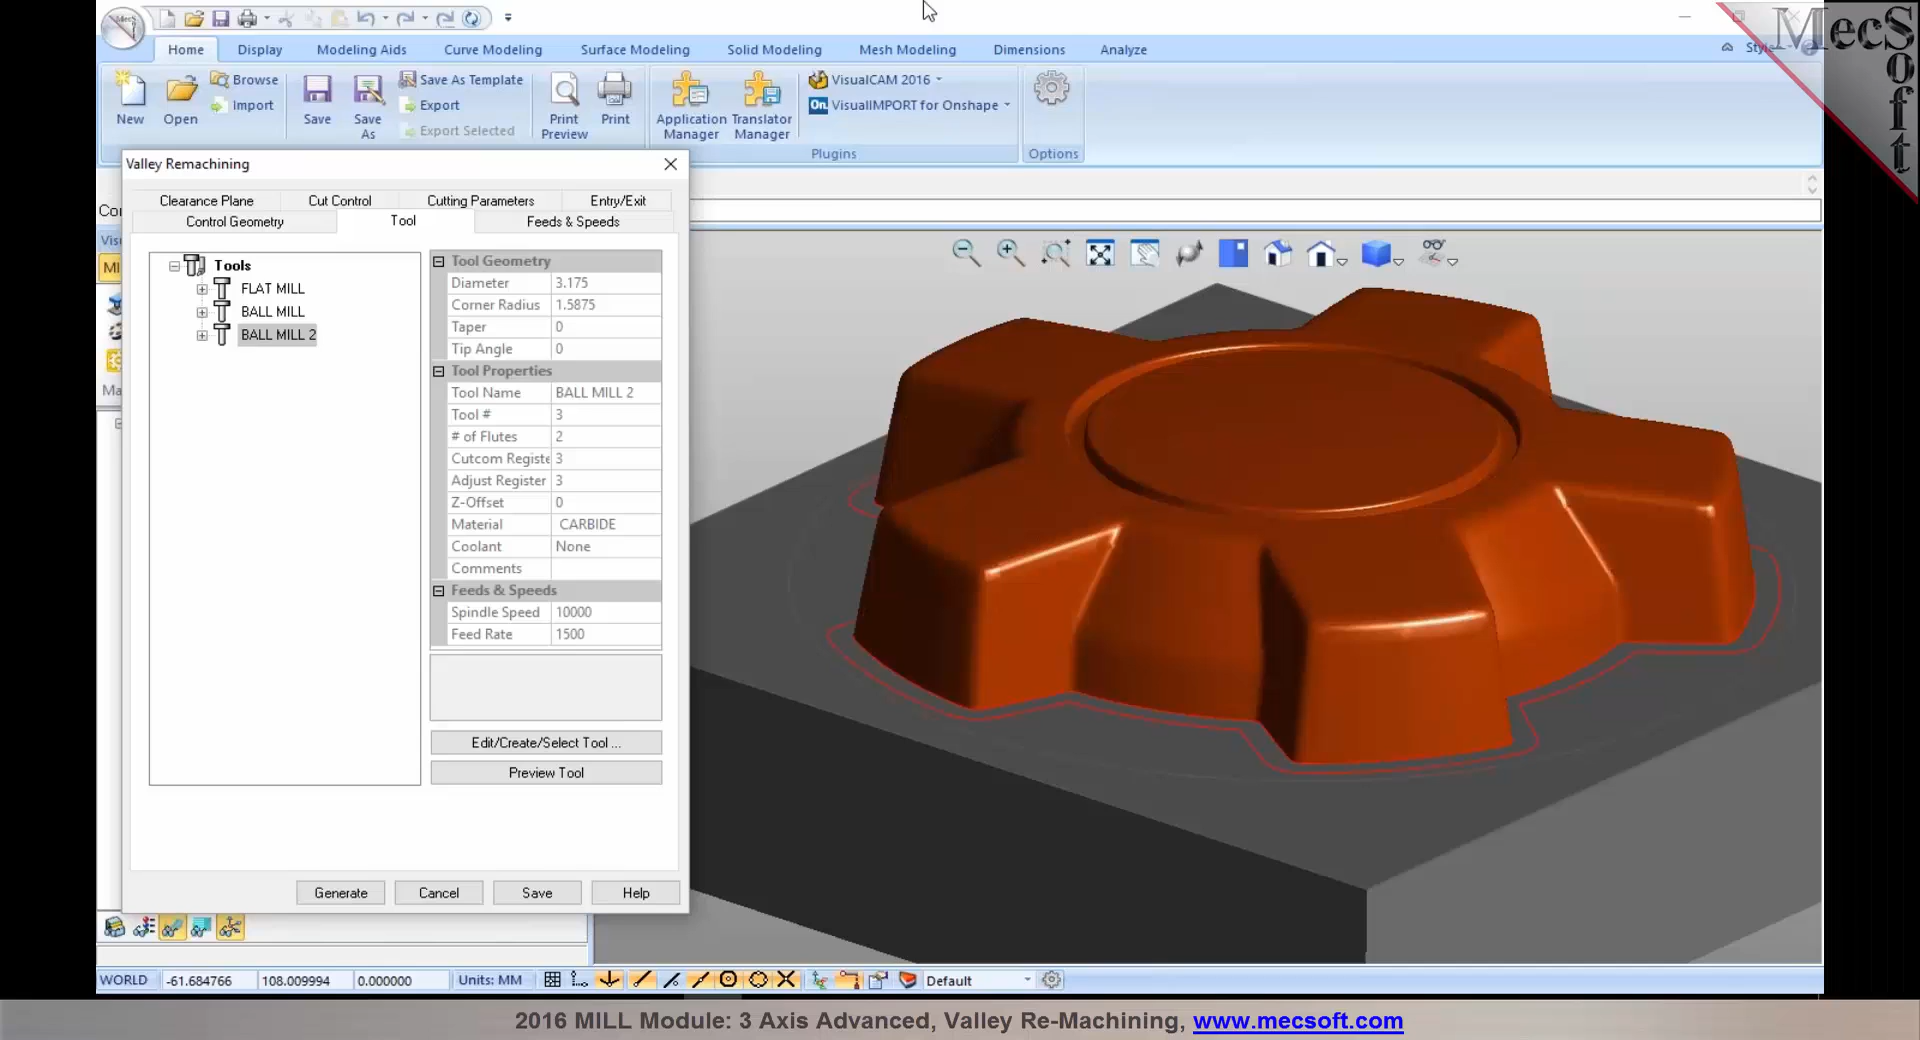 MecSoft
Home Display Modeling Aids Curve Modeling Surface Modeling Solid Modeling Mesh Modeling Dimensions Analyze
New Open Browse Import Save Save As Save As Template Export Export Selected Print Preview Print Application Manager Translator Manager VisualCAM 2016 VisualIMPORT for Onshape
Plugins Options
Valley Remachining
Clearance Plane Cut Control Cutting Parameters Entry/Exit
Control Geometry Tool Feeds & Speeds
Tools
FLAT MILL
BALL MILL
BALL MILL 2
Tool Geometry
Diameter 3.175
Corner Radius 1.5875
Taper 0
Tip Angle 0
Tool Properties
Tool Name BALL MILL 2
Tool # 3
# of Flutes 2
Cutcom Registe 3
Adjust Register 3
Z-Offset 0
Material CARBIDE
Coolant None
Comments
Feeds & Speeds
Spindle Speed 10000
Feed Rate 1500
Edit/Create/Select Tool ...
Preview Tool
Generate Cancel Save Help
WORLD -61.684766 108.009994 0.000000 Units: MM Default
2016 MILL Module: 3 Axis Advanced, Valley Re-Machining, www.mecsoft.com